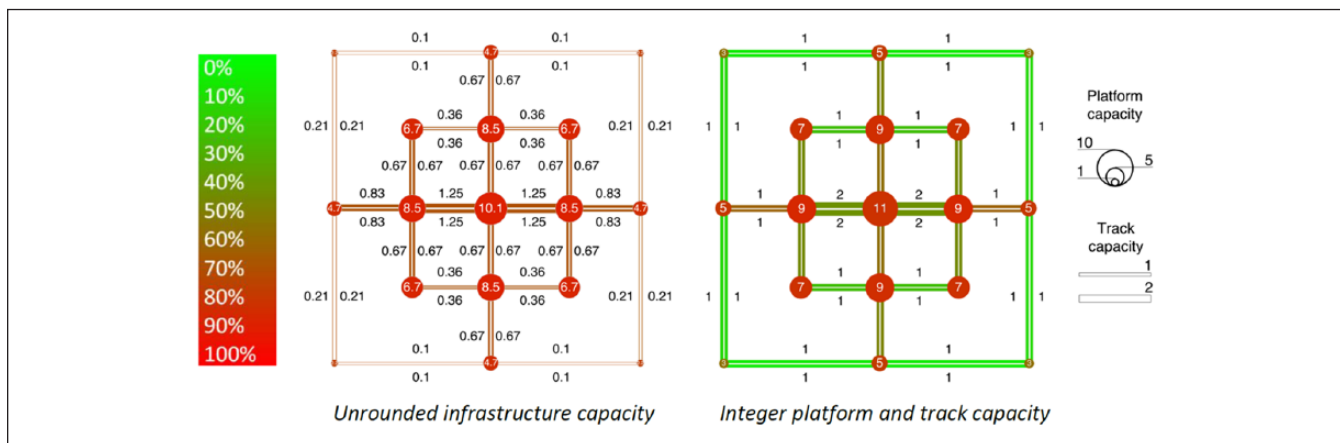 0%
10%
20%
30%
40%
50%
60%
70%
80%
90%
100%
0.1 0.1
4.7
0.1 0.1
0.67 0.67
0.21 0.21 0.36 0.36 0.21 0.21
6.7 8.5 6.7
0.36 0.36
0.67 0.67 0.67 0.67 0.67 0.67
0.83 1.25 1.25 0.83
4.7 8.5 10.1 8.5 4.7
0.83 1.25 1.25 0.83
0.67 0.67 0.67 0.67 0.67 0.67
0.36 0.36
6.7 8.5 6.7
0.21 0.21 0.36 0.36 0.21 0.21
0.67 0.67
0.1 0.1
4.7
0.1 0.1
Unrounded infrastructure capacity
1 1
5
1 1
1 1 1 1 1 1
7 9 7
1 1
1 2 2 1
5 9 11 9 5
1 2 2 1
1 1
7 9 7
1 1 1 1 1 1
1 1
5
1 1
Integer platform and track capacity
Platform
capacity
10
5
1
Track
capacity
1
2